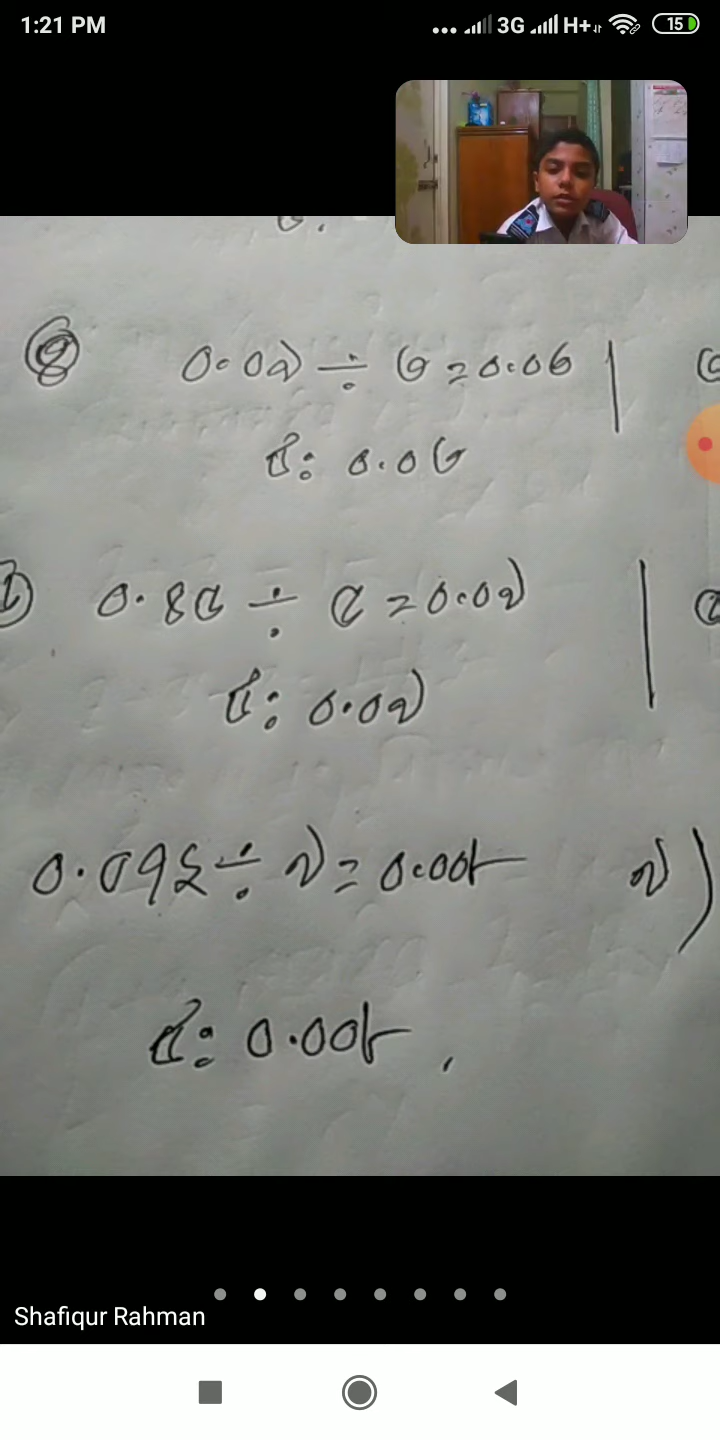 1:21 PM
3G
H+
15
৪ ০.০৯ ÷ ৩ = ০.০৩
উ: ০.০৩
০.৪৫ ÷ ৫ = ০.০৯
উ: ০.০৯
০.০৭২ ÷ ৯ = ০.০০৮ ৯)
উ: ০.০০৮
Shafiqur Rahman